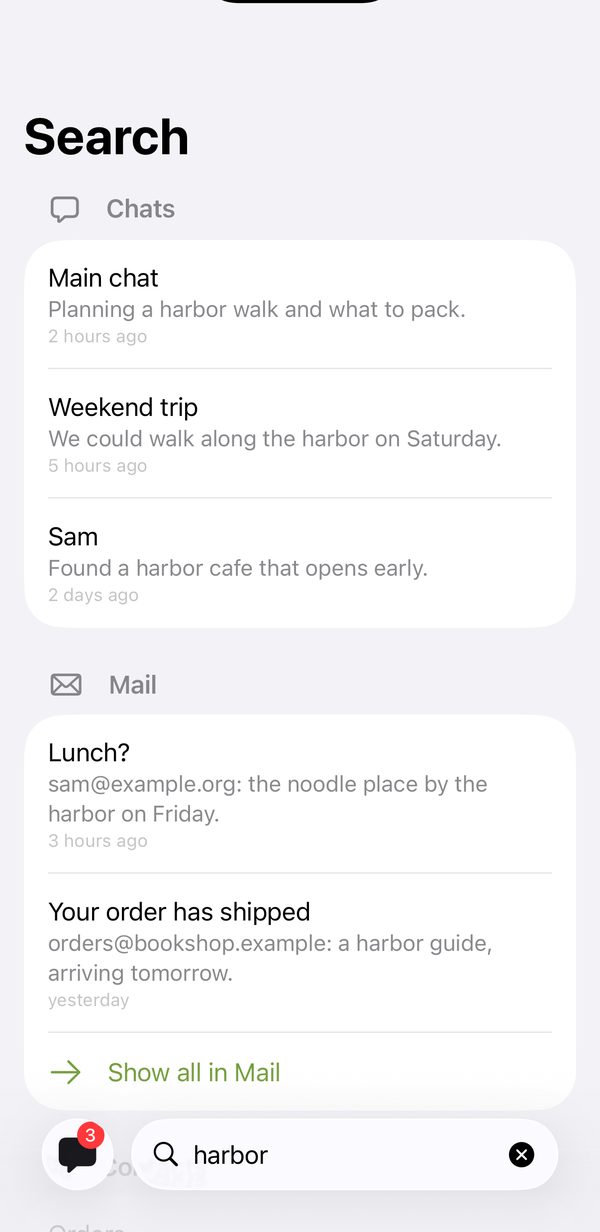 Search
Chats
Main chat
Planning a harbor walk and what to pack.
2 hours ago
Weekend trip
We could walk along the harbor on Saturday.
5 hours ago
Sam
Found a harbor cafe that opens early.
2 days ago
Mail
Lunch?
sam@example.org: the noodle place by the
harbor on Friday.
3 hours ago
Your order has shipped
orders@bookshop.example: a harbor guide,
arriving tomorrow.
yesterday
Show all in Mail
3
harbor
Orders